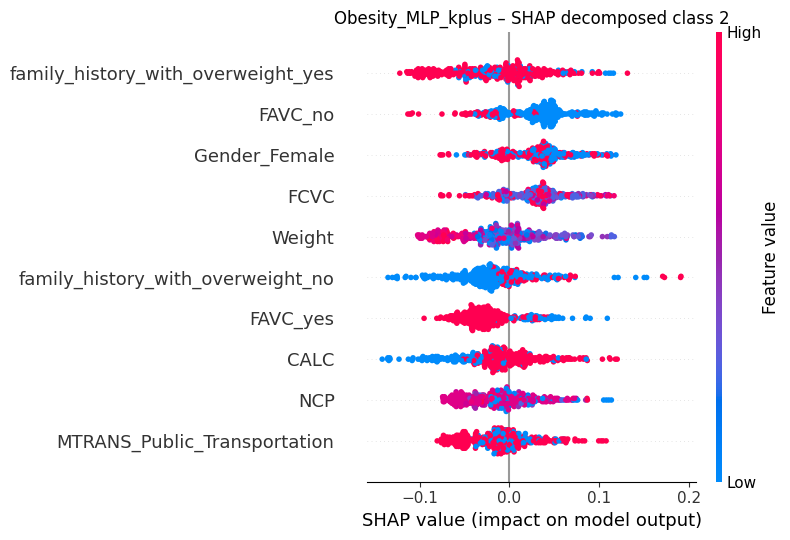 Obesity_MLP_kplus – SHAP decomposed class 2
High
family_history_with_overweight_yes
FAVC_no
Gender_Female
FCVC
Weight
family_history_with_overweight_no
FAVC_yes
CALC
NCP
MTRANS_Public_Transportation
Feature value
Low
−0.1 0.0 0.1 0.2
SHAP value (impact on model output)